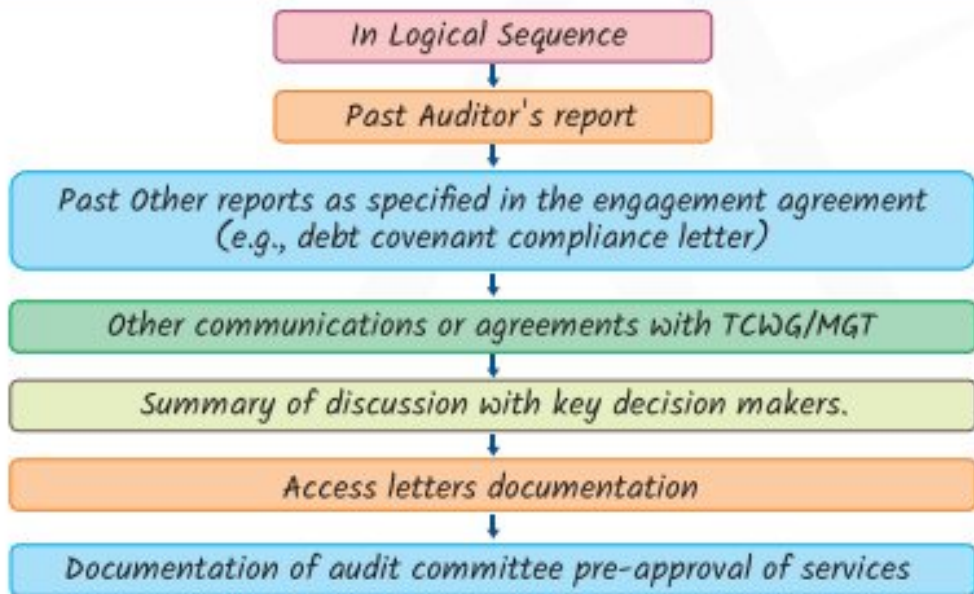 In Logical Sequence
Past Auditor's report
Past Other reports as specified in the engagement agreement
(e.g., debt covenant compliance letter)
Other communications or agreements with TCWG/MGT
Summary of discussion with key decision makers.
Access letters documentation
Documentation of audit committee pre-approval of services